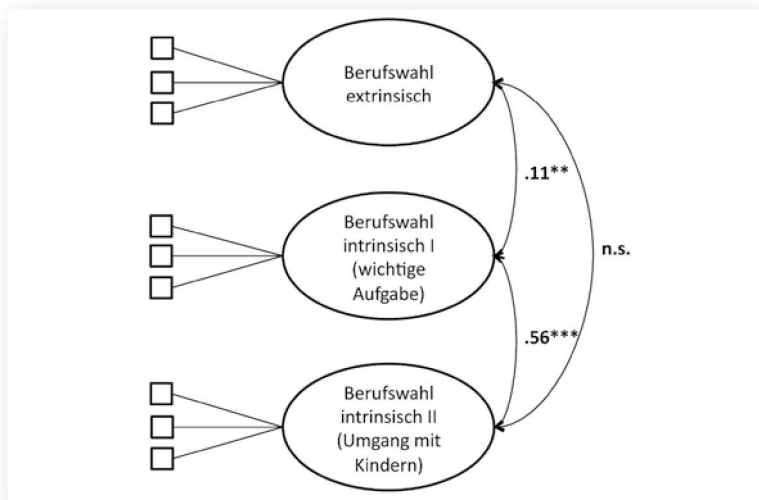 Berufswahl
extrinsisch
.11**
Berufswahl
intrinsisch I
(wichtige
Aufgabe)
n.s.
.56***
Berufswahl
intrinsisch II
(Umgang mit
Kindern)